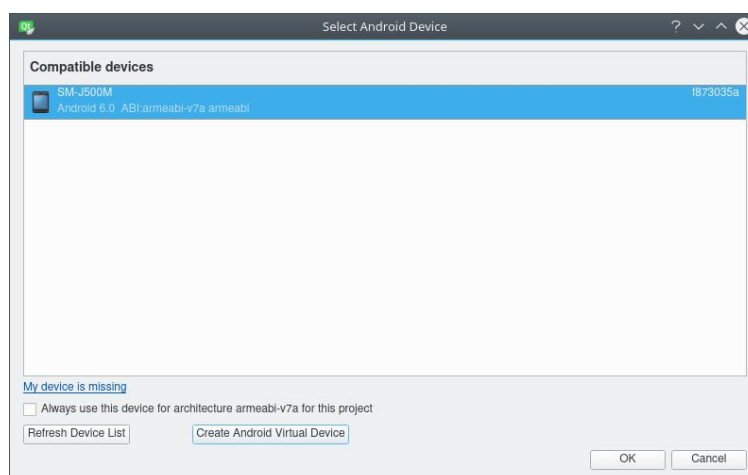 Qt
Select Android Device
Compatible devices
SM-J500M
f873035a
Android 6.0 ABI:armeabi-v7a armeabi
My device is missing
Always use this device for architecture armeabi-v7a for this project
Refresh Device List
Create Android Virtual Device
OK
Cancel